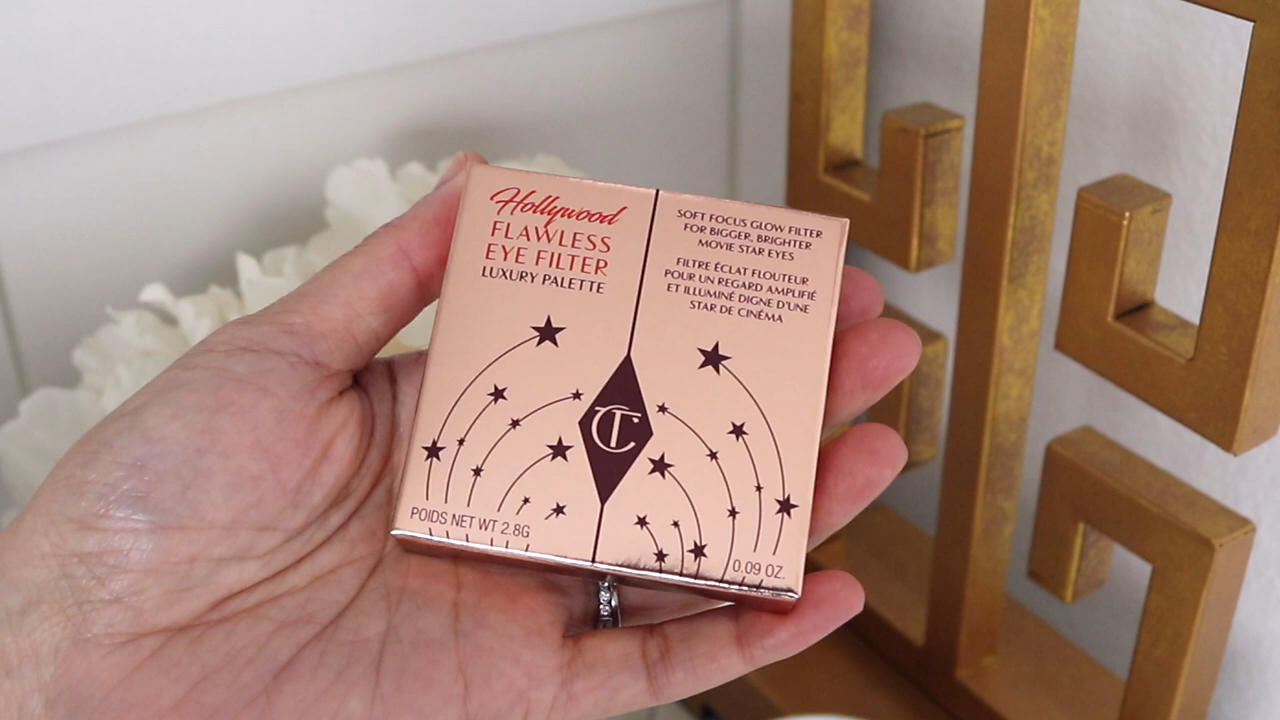 Hollywood
FLAWLESS
EYE FILTER
LUXURY PALETTE
SOFT FOCUS GLOW FILTER
FOR BIGGER, BRIGHTER
MOVIE STAR EYES
FILTRE ÉCLAT FLOUTEUR
POUR UN REGARD AMPLIFIÉ
ET ILLUMINÉ DIGNE D'UNE
STAR DE CINÉMA
CT
POIDS NET WT 2.8G
0.09 OZ.